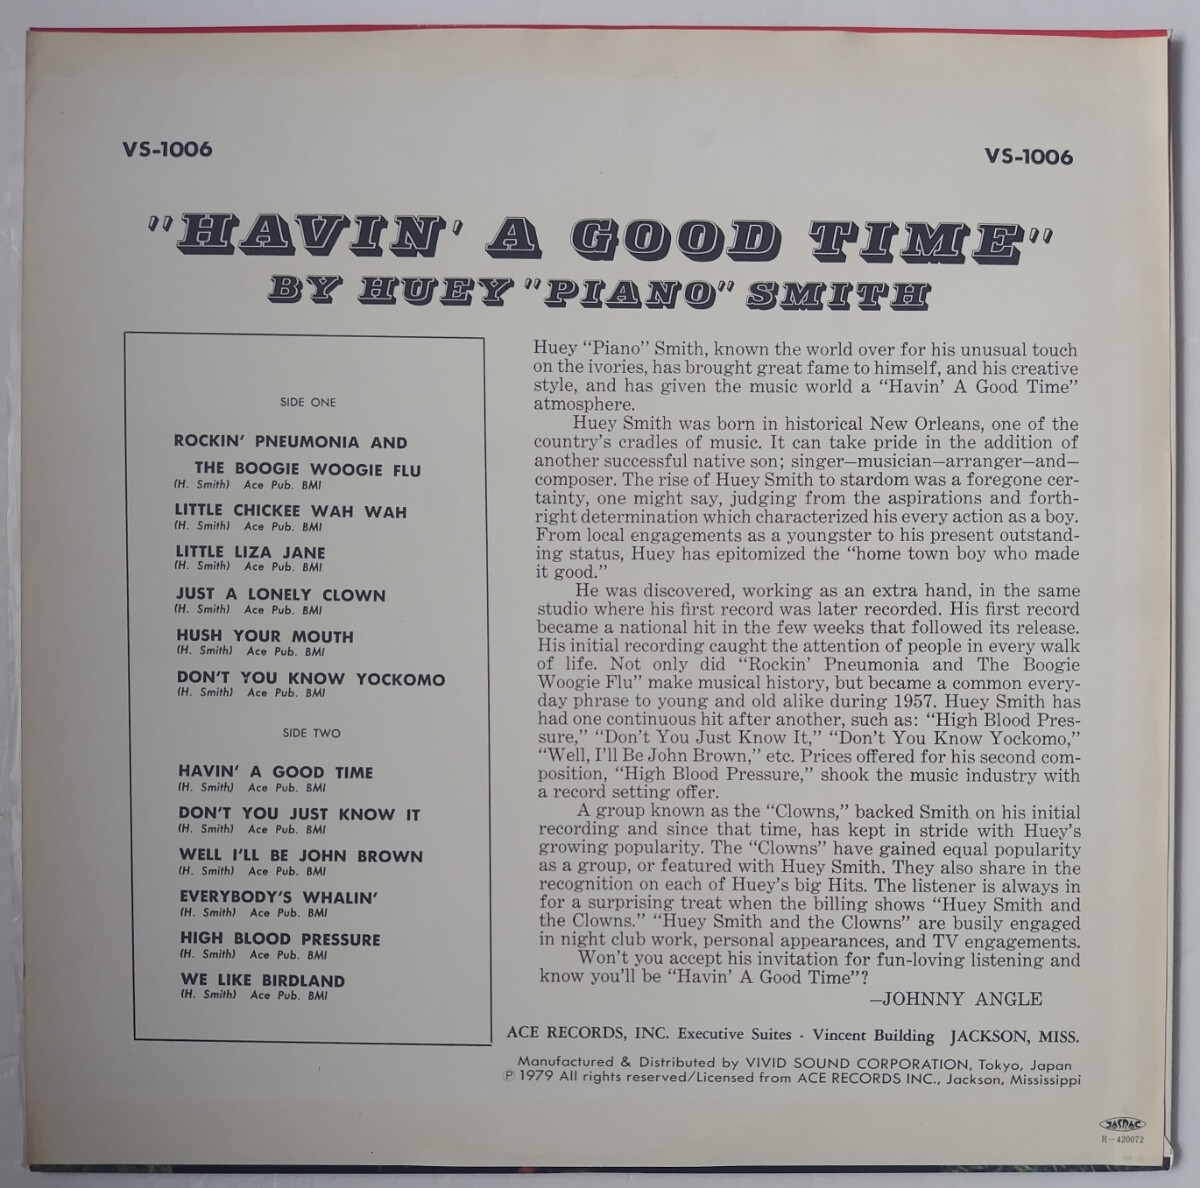 VS-1006
VS-1006
"HAVIN' A GOOD TIME"
BY HUEY "PIANO" SMITH
SIDE ONE
ROCKIN' PNEUMONIA AND
THE BOOGIE WOOGIE FLU
(H. Smith) Ace Pub. BMI
LITTLE CHICKEE WAH WAH
(H. Smith) Ace Pub. BMI
LITTLE LIZA JANE
(H. Smith) Ace Pub. BMI
JUST A LONELY CLOWN
(H. Smith) Ace Pub. BMI
HUSH YOUR MOUTH
(H. Smith) Ace Pub. BMI
DON'T YOU KNOW YOCKOMO
(H. Smith) Ace Pub. BMI
SIDE TWO
HAVIN' A GOOD TIME
(H. Smith) Ace Pub. BMI
DON'T YOU JUST KNOW IT
(H. Smith) Ace Pub. BMI
WELL I'LL BE JOHN BROWN
(H. Smith) Ace Pub. BMI
EVERYBODY'S WHALIN'
(H. Smith) Ace Pub. BMI
HIGH BLOOD PRESSURE
(H. Smith) Ace Pub. BMI
WE LIKE BIRDLAND
(H. Smith) Ace Pub. BMI
Huey “Piano” Smith, known the world over for his unusual touch
on the ivories, has brought great fame to himself, and his creative
style, and has given the music world a “Havin’ A Good Time”
atmosphere.
Huey Smith was born in historical New Orleans, one of the
country’s cradles of music. It can take pride in the addition of
another successful native son; singer—musician—arranger—and—
composer. The rise of Huey Smith to stardom was a foregone cer-
tainty, one might say, judging from the aspirations and forth-
right determination which characterized his every action as a boy.
From local engagements as a youngster to his present outstand-
ing status, Huey has epitomized the “home town boy who made
it good.”
He was discovered, working as an extra hand, in the same
studio where his first record was later recorded. His first record
became a national hit in the few weeks that followed its release.
His initial recording caught the attention of people in every walk
of life. Not only did “Rockin’ Pneumonia and The Boogie
Woogie Flu” make musical history, but became a common every-
day phrase to young and old alike during 1957. Huey Smith has
had one continuous hit after another, such as: “High Blood Pres-
sure,” “Don’t You Just Know It,” “Don’t You Know Yockomo,”
“Well, I’ll Be John Brown,” etc. Prices offered for his second com-
position, “High Blood Pressure,” shook the music industry with
a record setting offer.
A group known as the “Clowns,” backed Smith on his initial
recording and since that time, has kept in stride with Huey’s
growing popularity. The “Clowns” have gained equal popularity
as a group, or featured with Huey Smith. They also share in the
recognition on each of Huey’s big Hits. The listener is always in
for a surprising treat when the billing shows “Huey Smith and
the Clowns.” “Huey Smith and the Clowns” are busily engaged
in night club work, personal appearances, and TV engagements.
Won’t you accept his invitation for fun-loving listening and
know you’ll be “Havin’ A Good Time”?
—JOHNNY ANGLE
ACE RECORDS, INC. Executive Suites - Vincent Building JACKSON, MISS.
Manufactured & Distributed by VIVID SOUND CORPORATION, Tokyo, Japan
℗ 1979 All rights reserved/Licensed from ACE RECORDS INC., Jackson, Mississippi
JASRAC
R-420072